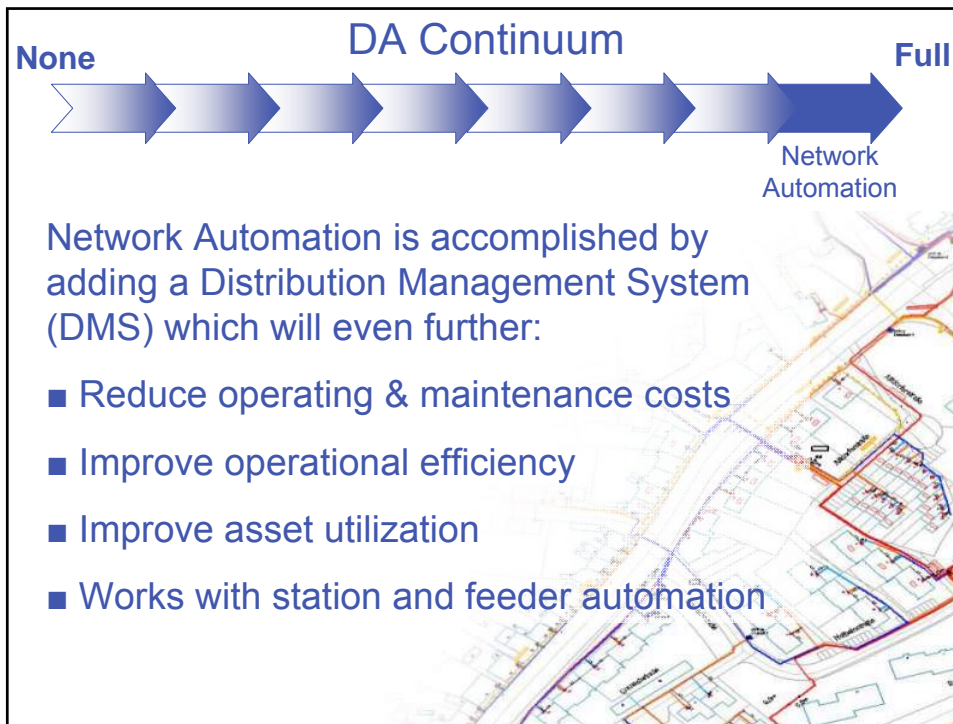 DA Continuum
None
Full
Network
Automation
Network Automation is accomplished by
adding a Distribution Management System
(DMS) which will even further:
■ Reduce operating & maintenance costs
■ Improve operational efficiency
■ Improve asset utilization
■ Works with station and feeder automation